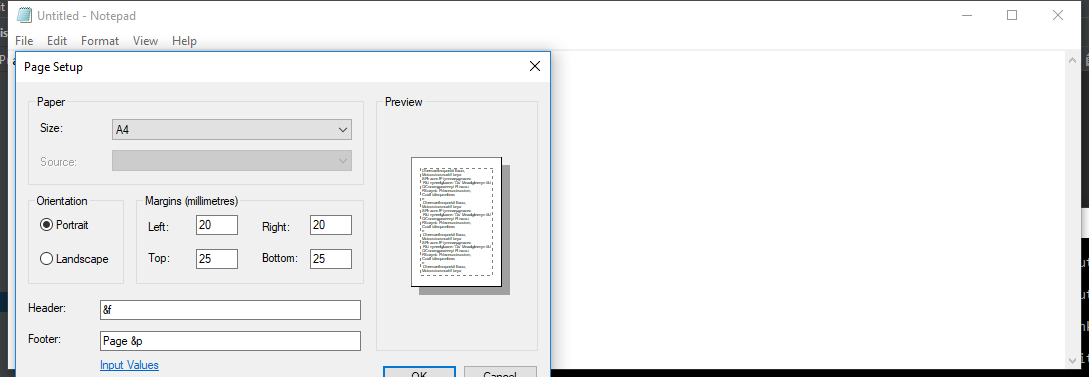 Untitled - Notepad
File Edit Format View Help
Page Setup
Paper
Size: A4
Source:
Orientation
Portrait
Landscape
Margins (millimetres)
Left: 20 Right: 20
Top: 25 Bottom: 25
Header: &f
Footer: Page &p
Input Values
Preview
OK Cancel